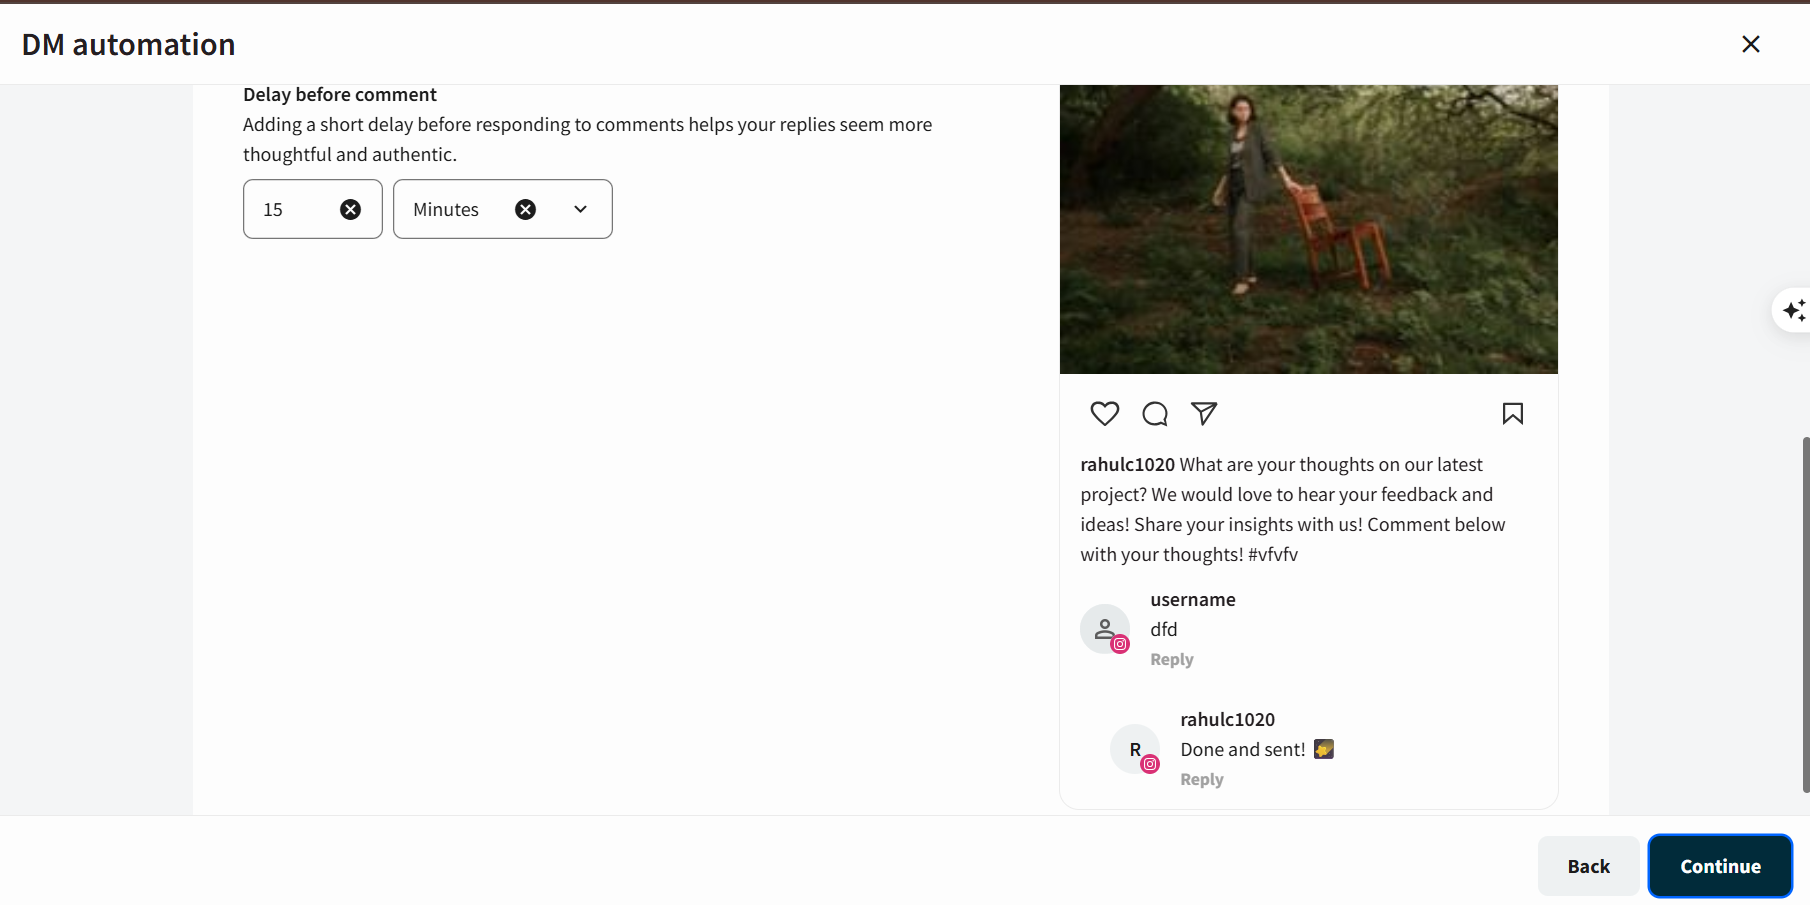 DM automation
Delay before comment
Adding a short delay before responding to comments helps your replies seem more
thoughtful and authentic.
15
Minutes
rahulc1020 What are your thoughts on our latest
project? We would love to hear your feedback and
ideas! Share your insights with us! Comment below
with your thoughts! #vfvfv
username
dfd
Reply
R
rahulc1020
Done and sent! 🌠
Reply
Back
Continue